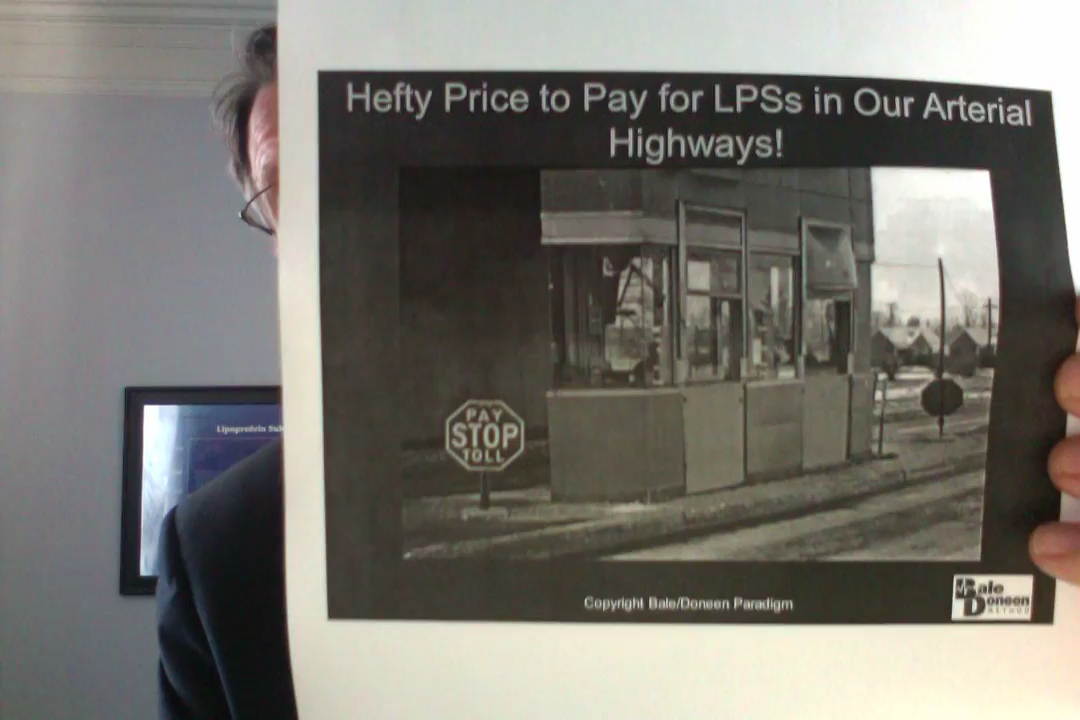 Hefty Price to Pay for LPSs in Our Arterial
Highways!
PAY
STOP
TOLL
Copyright Bale/Doneen Paradigm
Bale
Doneen
METHOD
Lipoprotein